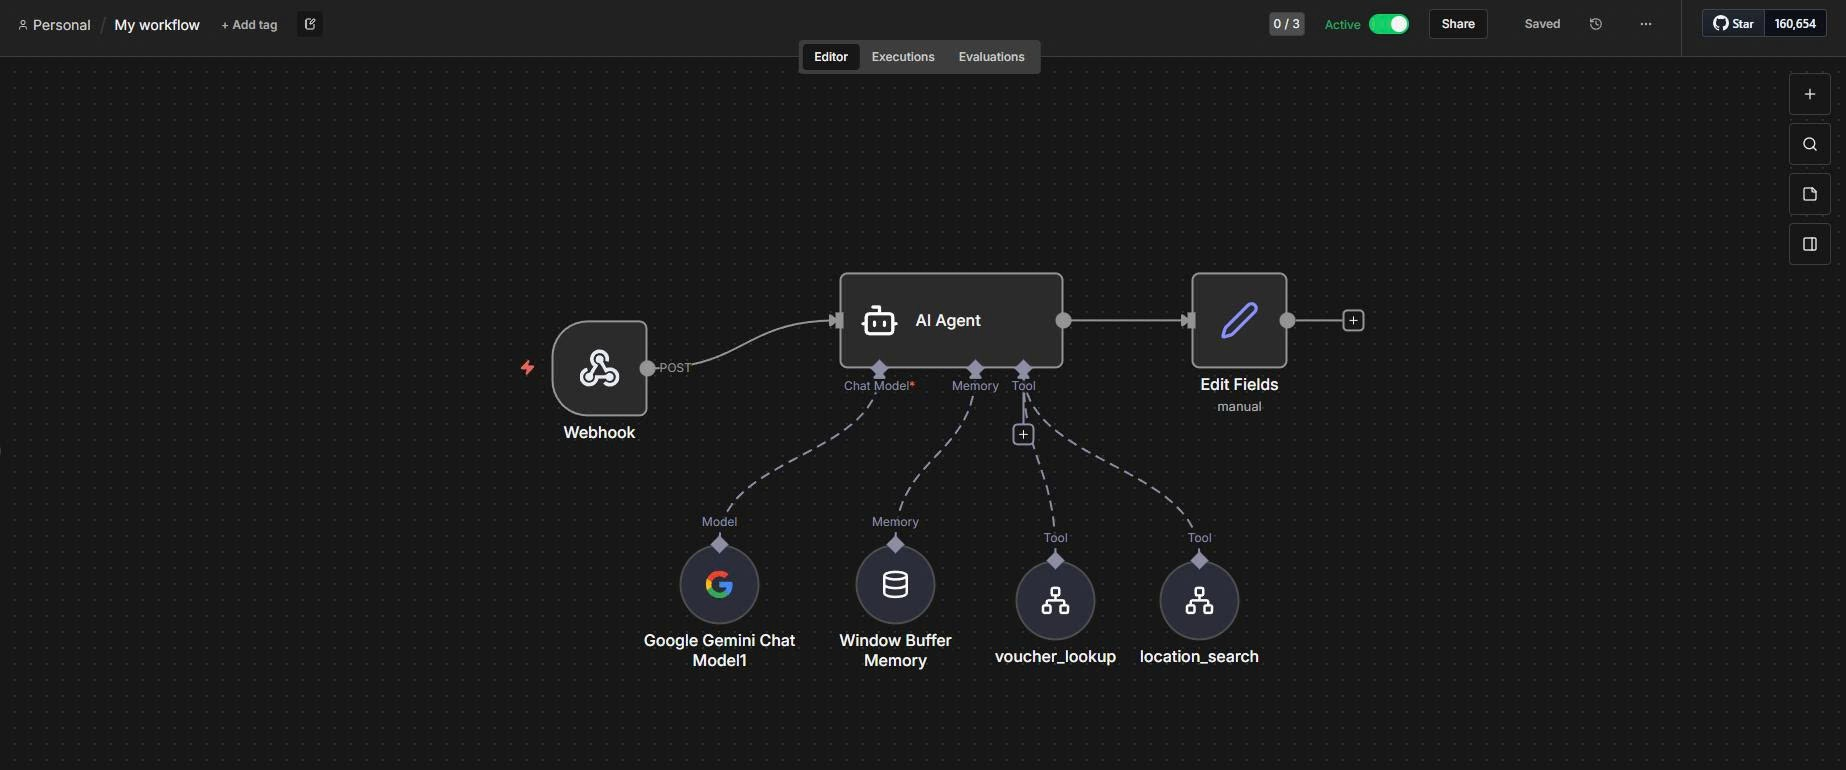 Personal / My workflow + Add tag
0 / 3 Active Share Saved ... Star 160,654
Editor Executions Evaluations
AI Agent
POST
Chat Model* Memory Tool
Edit Fields
manual
Webhook
Model Memory
Tool Tool
Google Gemini Chat
Model1
Window Buffer
Memory
voucher_lookup location_search